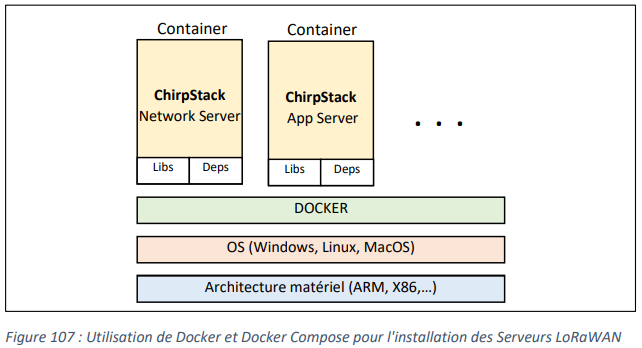 Container
Container
ChirpStack
Network Server
ChirpStack
App Server
. . .
Libs
Deps
Libs
Deps
DOCKER
OS (Windows, Linux, MacOS)
Architecture matériel (ARM, X86,…)
Figure 107 : Utilisation de Docker et Docker Compose pour l'installation des Serveurs LoRaWAN